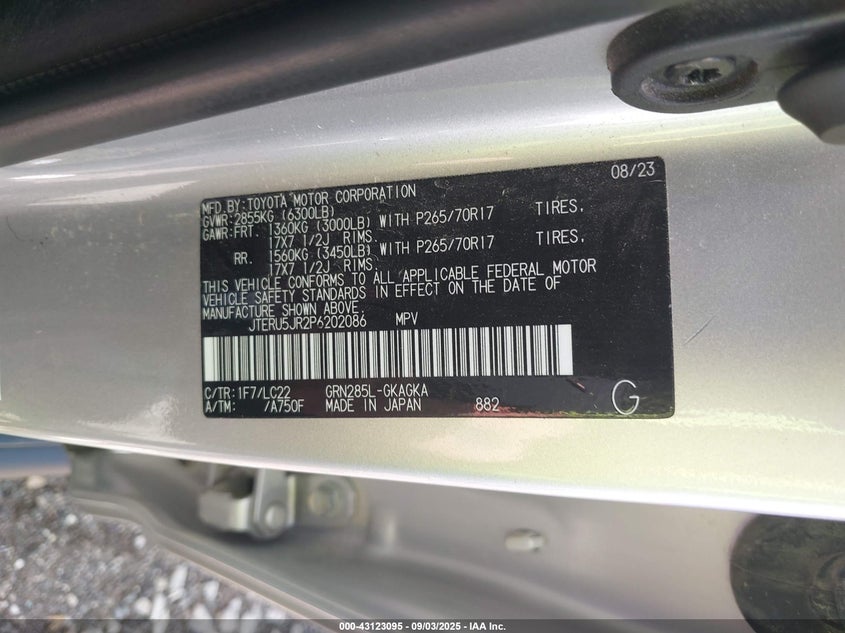 08/23
MFD.BY:TOYOTA MOTOR CORPORATION
GVWR:2855KG (6300LB)
GAWR:FRT. 1360KG (3000LB) WITH P265/70R17 TIRES.
17X7 1/2J RIMS.
RR. 1560KG (3450LB) WITH P265/70R17 TIRES.
17X7 1/2J RIMS.
THIS VEHICLE CONFORMS TO ALL APPLICABLE FEDERAL MOTOR
VEHICLE SAFETY STANDARDS IN EFFECT ON THE DATE OF
MANUFACTURE SHOWN ABOVE.
JTERU5JR2P6202086 MPV
C/TR:1F7/LC22 GRN285L-GKAGKA
A/TM: /A750F MADE IN JAPAN 882 G
000-43123095 - 09/03/2025 - IAA Inc.